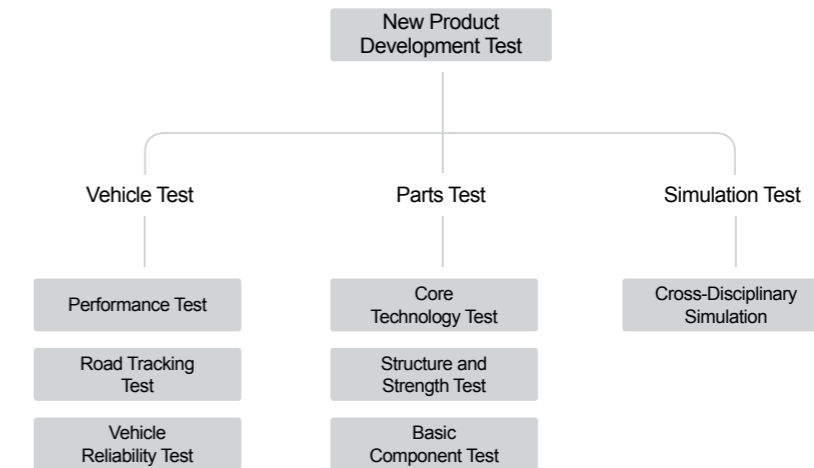 New Product
Development Test
Vehicle Test
Parts Test
Simulation Test
Performance Test
Core
Technology Test
Cross-Disciplinary
Simulation
Road Tracking
Test
Structure and
Strength Test
Vehicle
Reliability Test
Basic
Component Test